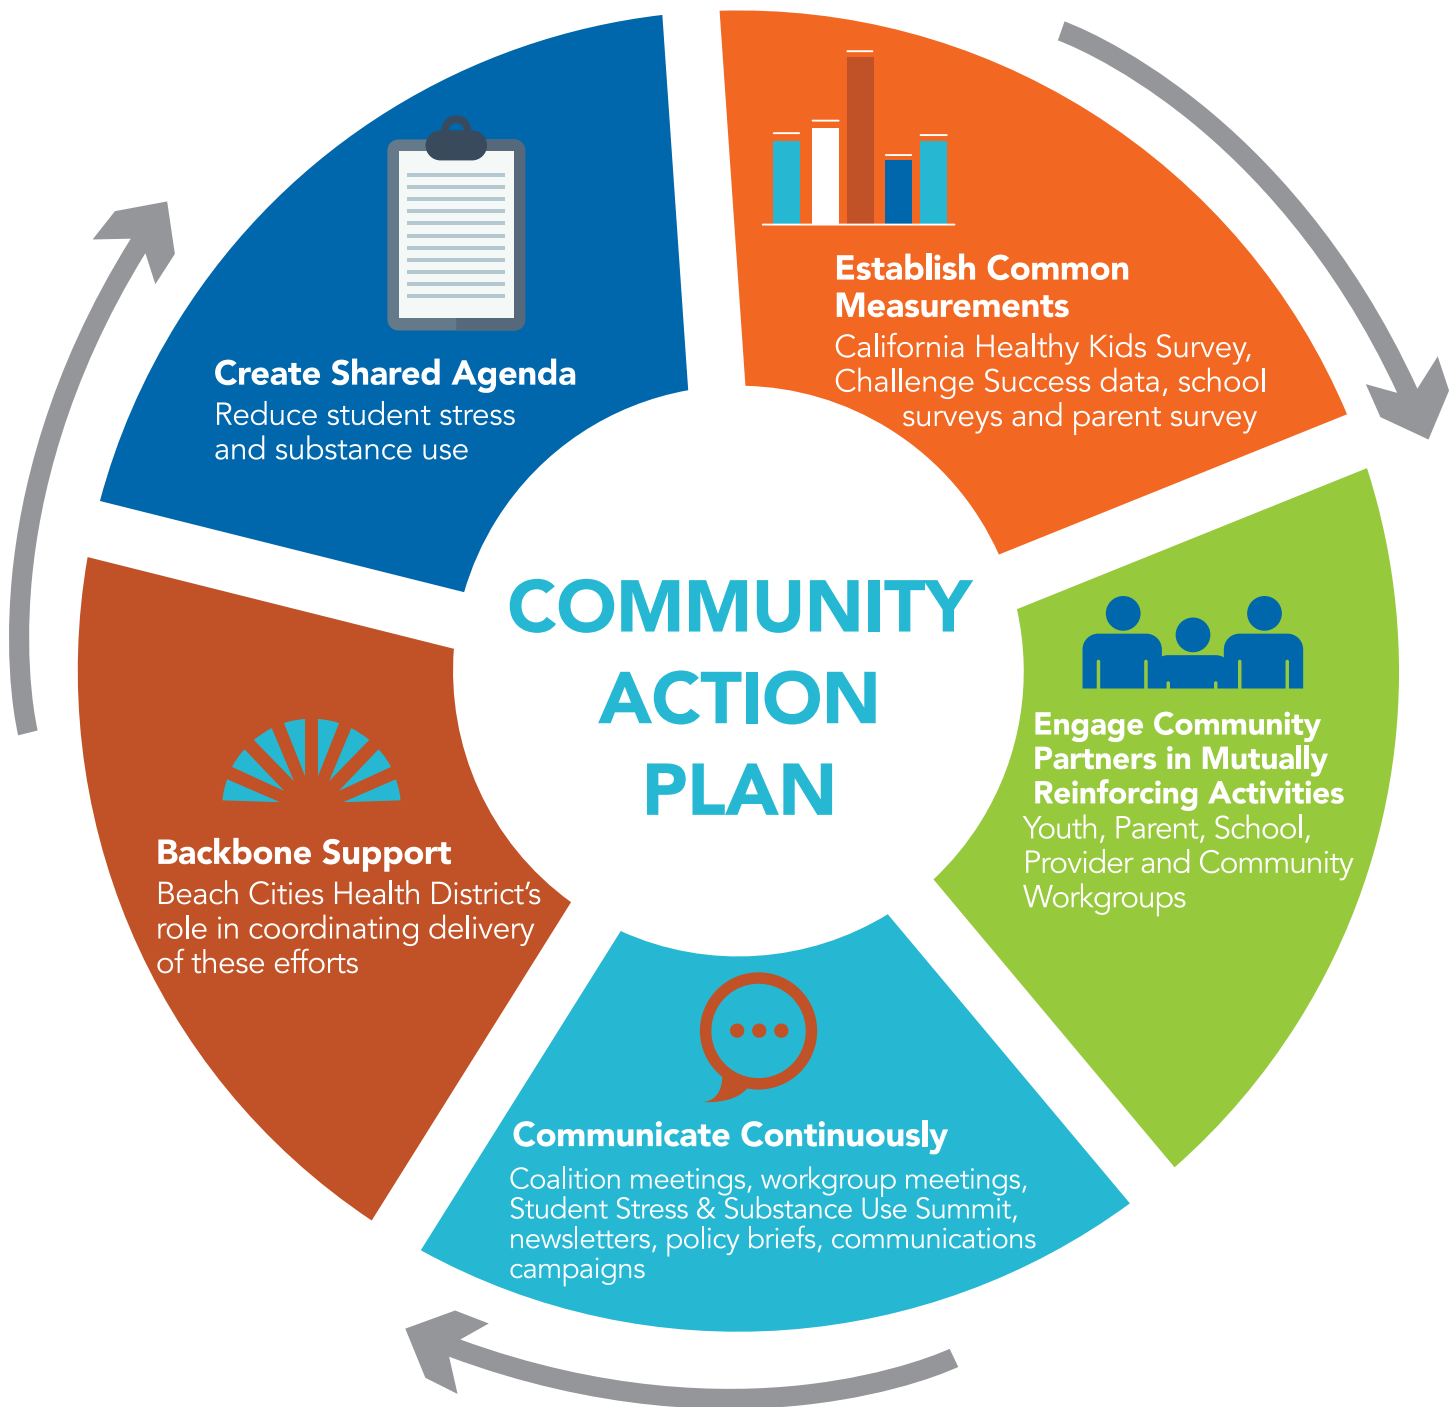 Create Shared Agenda
Reduce student stress
and substance use
Establish Common
Measurements
California Healthy Kids Survey,
Challenge Success data, school
surveys and parent survey
Engage Community
Partners in Mutually
Reinforcing Activities
Youth, Parent, School,
Provider and Community
Workgroups
Communicate Continuously
Coalition meetings, workgroup meetings,
Student Stress & Substance Use Summit,
newsletters, policy briefs, communications
campaigns
Backbone Support
Beach Cities Health District’s
role in coordinating delivery
of these efforts
COMMUNITY
ACTION
PLAN